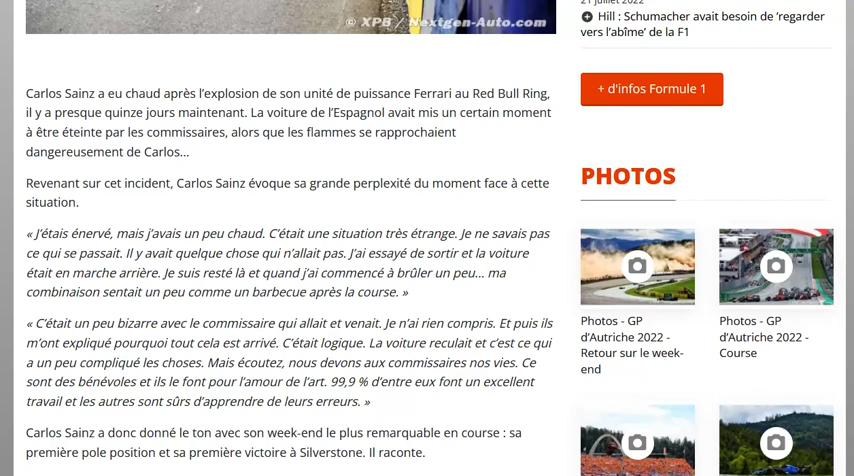 © XPB / Nextgen-Auto.com
Carlos Sainz a eu chaud après l’explosion de son unité de puissance Ferrari au Red Bull Ring,
il y a presque quinze jours maintenant. La voiture de l’Espagnol avait mis un certain moment
à être éteinte par les commissaires, alors que les flammes se rapprochaient
dangereusement de Carlos…
Revenant sur cet incident, Carlos Sainz évoque sa grande perplexité du moment face à cette
situation.
« J’étais énervé, mais j’avais un peu chaud. C’était une situation très étrange. Je ne savais pas
ce qui se passait. Il y avait quelque chose qui n’allait pas. J’ai essayé de sortir et la voiture
était en marche arrière. Je suis resté là et quand j’ai commencé à brûler un peu… ma
combinaison sentait un peu comme un barbecue après la course. »
« C’était un peu bizarre avec le commissaire qui allait et venait. Je n’ai rien compris. Et puis ils
m’ont expliqué pourquoi tout cela est arrivé. C’était logique. La voiture reculait et c’est ce qui
a un peu compliqué les choses. Mais écoutez, nous devons aux commissaires nos vies. Ce
sont des bénévoles et ils le font pour l’amour de l’art. 99,9 % d’entre eux font un excellent
travail et les autres sont sûrs d’apprendre de leurs erreurs. »
Carlos Sainz a donc donné le ton avec son week-end le plus remarquable en course : sa
première pole position et sa première victoire à Silverstone. Il raconte.
21 juillet 2022
Hill : Schumacher avait besoin de ‘regarder
vers l’abîme’ de la F1
+ d'infos Formule 1
PHOTOS
Photos - GP
d’Autriche 2022 -
Retour sur le week-
end
Photos - GP
d’Autriche 2022 -
Course